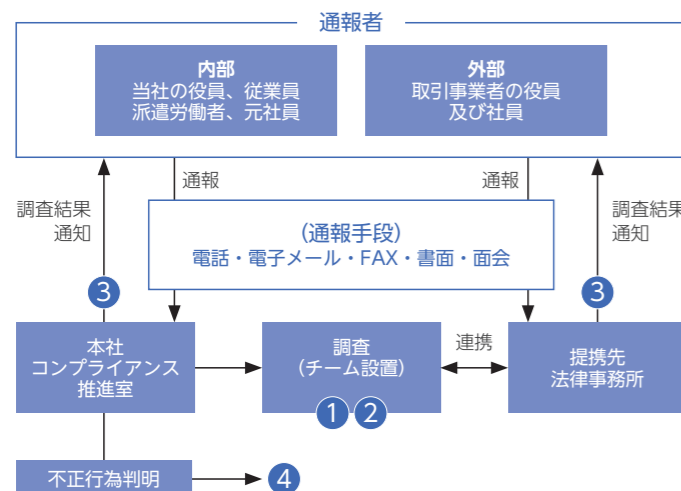 通報者
内部
当社の役員、従業員
派遣労働者、元社員
外部
取引事業者の役員
及び社員
通報
通報
調査結果
通知
調査結果
通知
(通報手段)
電話・電子メール・FAX・書面・面会
3
3
本社
コンプライアンス
推進室
調査
(チーム設置)
連携
提携先
法律事務所
1 2
不正行為判明
4